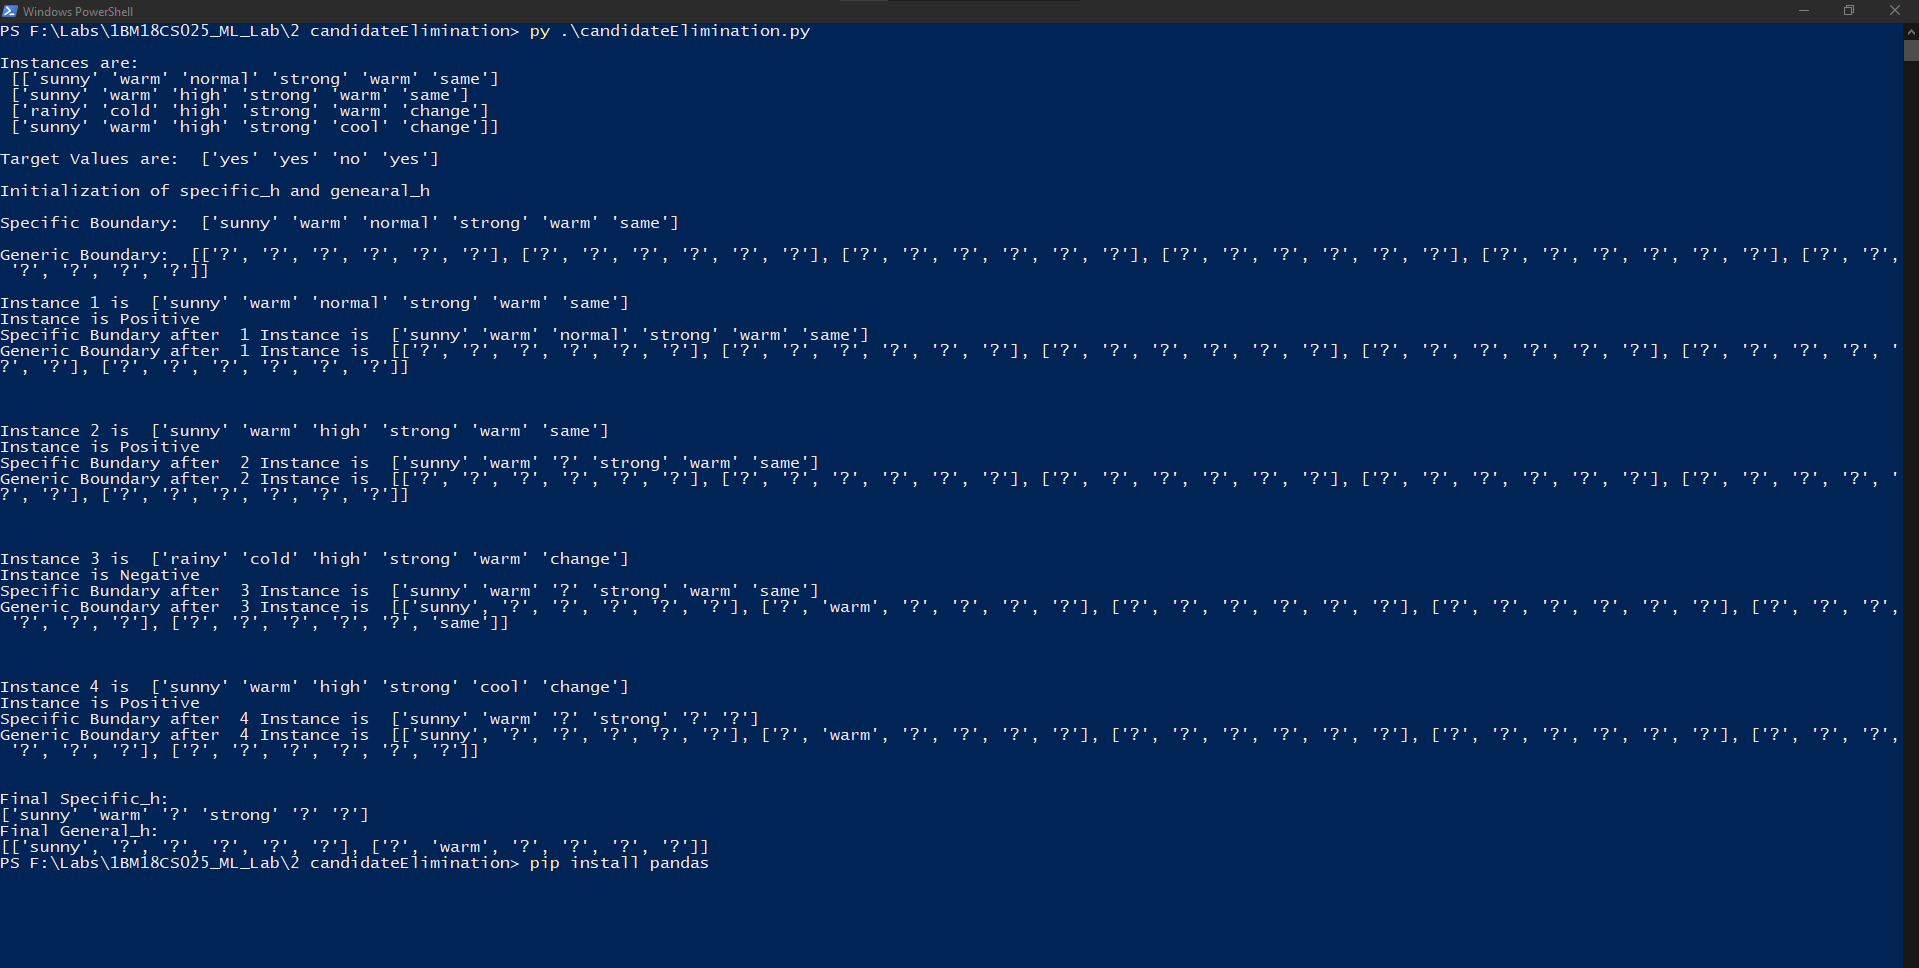 Windows PowerShell
PS F:\Labs\1BM18CS025_ML_Lab\2 candidateElimination> py .\candidateElimination.py
Instances are:
 [['sunny' 'warm' 'normal' 'strong' 'warm' 'same']
 ['sunny' 'warm' 'high' 'strong' 'warm' 'same']
 ['rainy' 'cold' 'high' 'strong' 'warm' 'change']
 ['sunny' 'warm' 'high' 'strong' 'cool' 'change']]
Target Values are:  ['yes' 'yes' 'no' 'yes']
Initialization of specific_h and genearal_h
Specific Boundary:  ['sunny' 'warm' 'normal' 'strong' 'warm' 'same']
Generic Boundary:  [['?', '?', '?', '?', '?', '?'], ['?', '?', '?', '?', '?', '?'], ['?', '?', '?', '?', '?', '?'], ['?', '?', '?', '?', '?', '?'], ['?', '?', '?', '?', '?', '?'], ['?', '?',
 '?', '?', '?', '?']]
Instance 1 is  ['sunny' 'warm' 'normal' 'strong' 'warm' 'same']
Instance is Positive
Specific Bundary after  1 Instance is  ['sunny' 'warm' 'normal' 'strong' 'warm' 'same']
Generic Boundary after  1 Instance is  [['?', '?', '?', '?', '?', '?'], ['?', '?', '?', '?', '?', '?'], ['?', '?', '?', '?', '?', '?'], ['?', '?', '?', '?', '?', '?'], ['?', '?', '?', '?', '
?', '?'], ['?', '?', '?', '?', '?', '?']]
Instance 2 is  ['sunny' 'warm' 'high' 'strong' 'warm' 'same']
Instance is Positive
Specific Bundary after  2 Instance is  ['sunny' 'warm' '?' 'strong' 'warm' 'same']
Generic Boundary after  2 Instance is  [['?', '?', '?', '?', '?', '?'], ['?', '?', '?', '?', '?', '?'], ['?', '?', '?', '?', '?', '?'], ['?', '?', '?', '?', '?', '?'], ['?', '?', '?', '?', '
?', '?'], ['?', '?', '?', '?', '?', '?']]
Instance 3 is  ['rainy' 'cold' 'high' 'strong' 'warm' 'change']
Instance is Negative
Specific Bundary after  3 Instance is  ['sunny' 'warm' '?' 'strong' 'warm' 'same']
Generic Boundary after  3 Instance is  [['sunny', '?', '?', '?', '?', '?'], ['?', 'warm', '?', '?', '?', '?'], ['?', '?', '?', '?', '?', '?'], ['?', '?', '?', '?', '?', '?'], ['?', '?', '?',
 '?', '?', '?'], ['?', '?', '?', '?', '?', 'same']]
Instance 4 is  ['sunny' 'warm' 'high' 'strong' 'cool' 'change']
Instance is Positive
Specific Bundary after  4 Instance is  ['sunny' 'warm' '?' 'strong' '?' '?']
Generic Boundary after  4 Instance is  [['sunny', '?', '?', '?', '?', '?'], ['?', 'warm', '?', '?', '?', '?'], ['?', '?', '?', '?', '?', '?'], ['?', '?', '?', '?', '?', '?'], ['?', '?', '?',
 '?', '?', '?'], ['?', '?', '?', '?', '?', '?']]
Final Specific_h:
['sunny' 'warm' '?' 'strong' '?' '?']
Final General_h:
[['sunny', '?', '?', '?', '?', '?'], ['?', 'warm', '?', '?', '?', '?']]
PS F:\Labs\1BM18CS025_ML_Lab\2 candidateElimination> pip install pandas